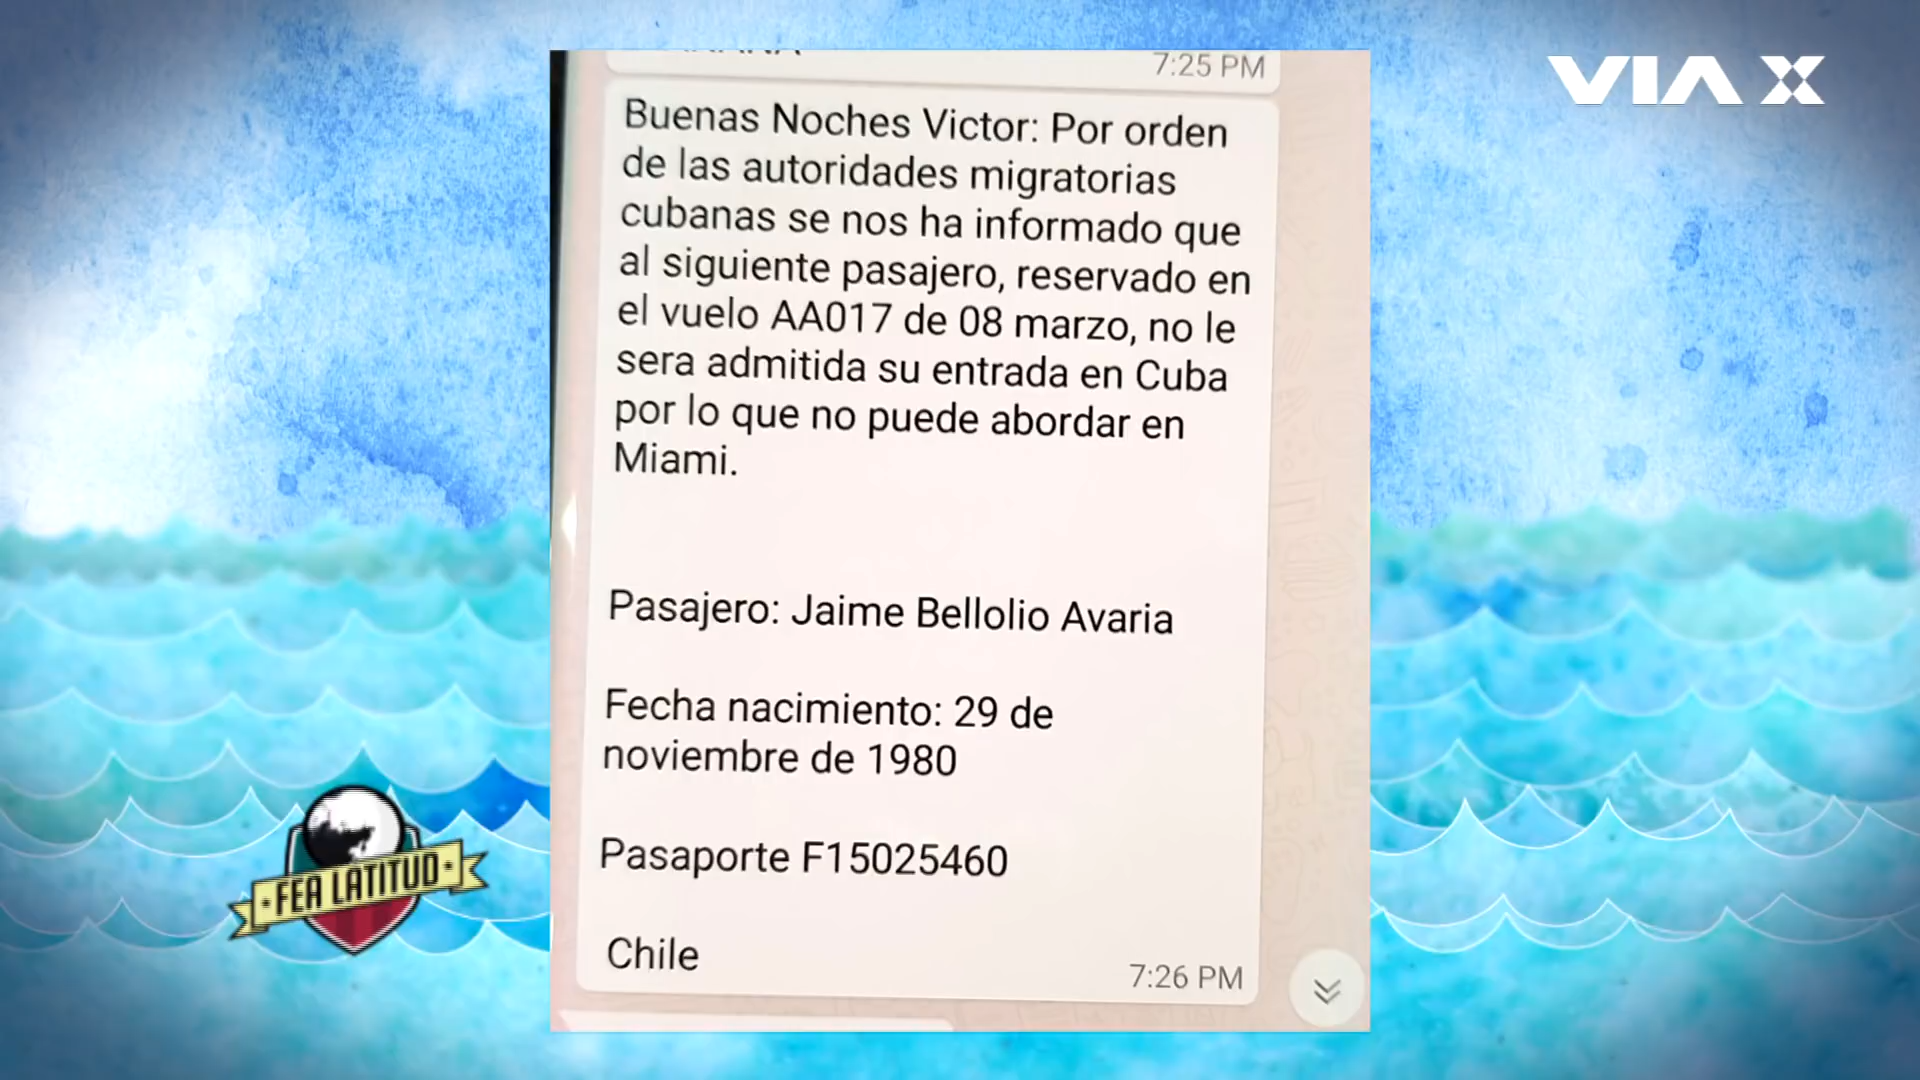 7:25 PM
VIA X
Buenas Noches Victor: Por orden
de las autoridades migratorias
cubanas se nos ha informado que
al siguiente pasajero, reservado en
el vuelo AA017 de 08 marzo, no le
sera admitida su entrada en Cuba
por lo que no puede abordar en
Miami.
Pasajero: Jaime Bellolio Avaria
Fecha nacimiento: 29 de
noviembre de 1980
Pasaporte F15025460
Chile
7:26 PM
FEA LATITUD